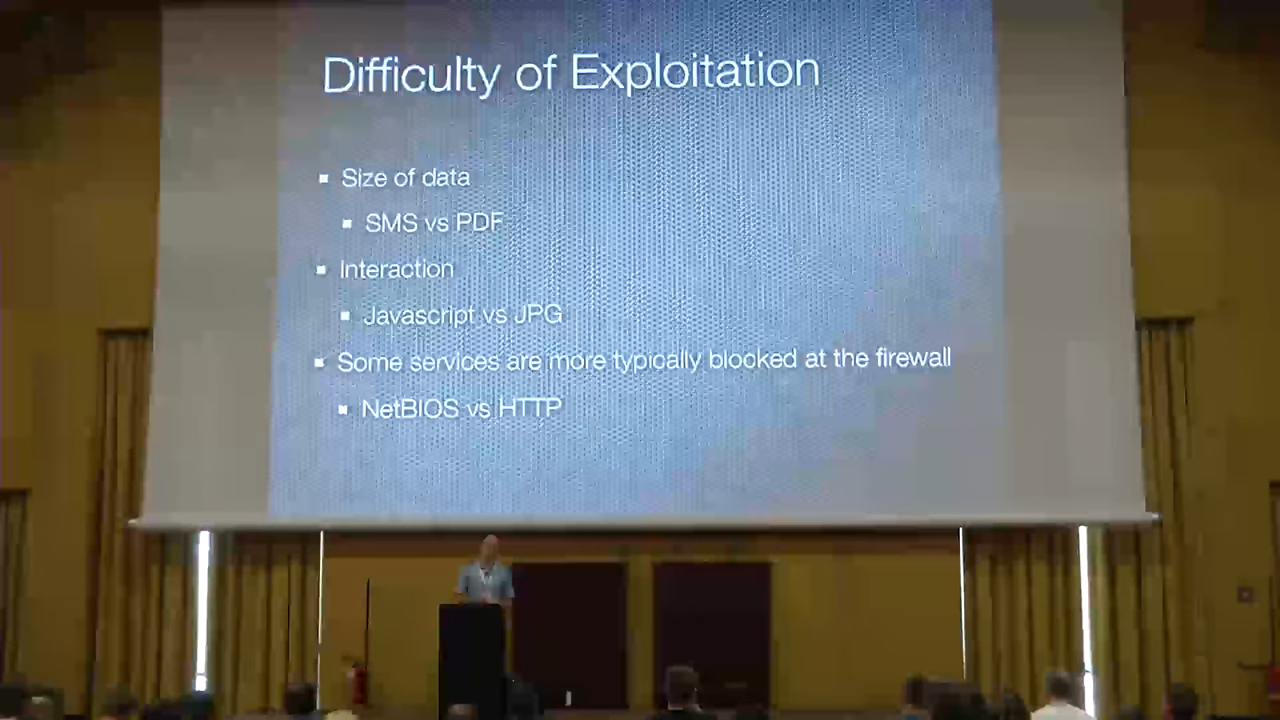 Difficulty of Exploitation
Size of data
SMS vs PDF
Interaction
Javascript vs JPG
Some services are more typically blocked at the firewall
NetBIOS vs HTTP